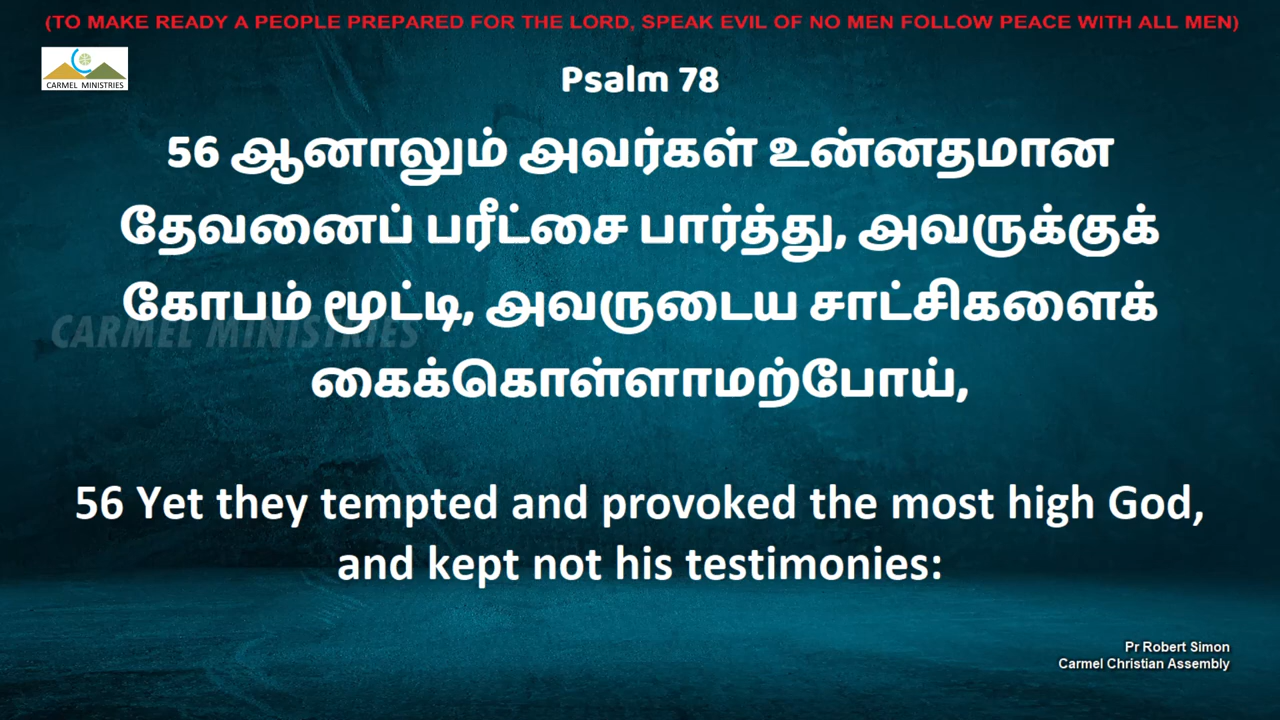 (TO MAKE READY A PEOPLE PREPARED FOR THE LORD, SPEAK EVIL OF NO MEN FOLLOW PEACE WITH ALL MEN)
CARMEL MINISTRIES
Psalm 78
56 ஆனாலும் அவர்கள் உன்னதமான
தேவனைப் பரீட்சை பார்த்து, அவருக்குக்
கோபம் மூட்டி, அவருடைய சாட்சிகளைக்
CARMEL MINISTRIES
கைக்கொள்ளாமற்போய்,
56 Yet they tempted and provoked the most high God,
and kept not his testimonies:
Pr Robert Simon
Carmel Christian Assembly